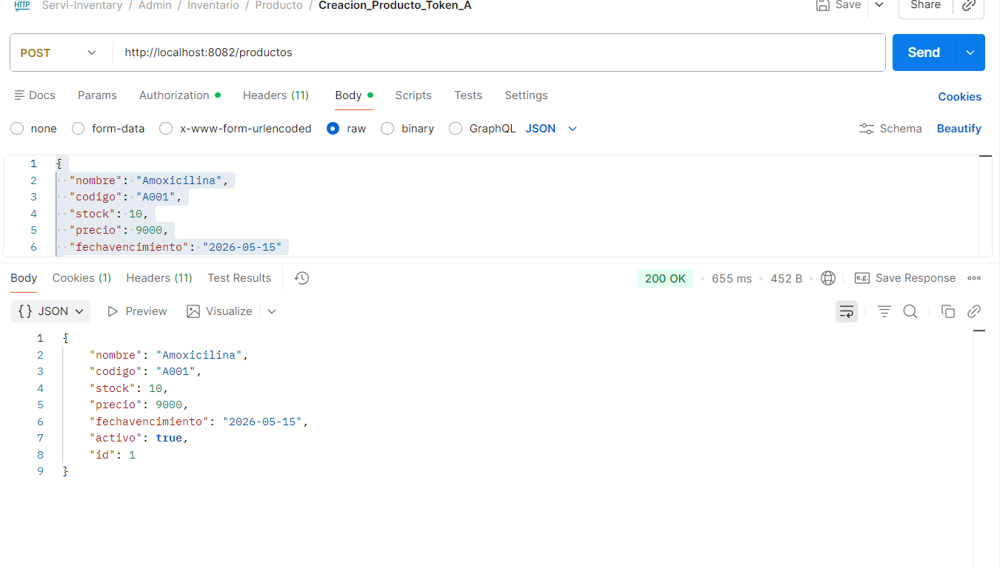 HTTP Servi-Inventary / Admin / Inventario / Producto / Creacion_Producto_Token_A Save Share
POST http://localhost:8082/productos Send
Docs Params Authorization Headers (11) Body Scripts Tests Settings Cookies
none form-data x-www-form-urlencoded raw binary GraphQL JSON Schema Beautify
1 {
2 "nombre": "Amoxicilina",
3 "codigo": "A001",
4 "stock": 10,
5 "precio": 9000,
6 "fechavencimiento": "2026-05-15"
Body Cookies (1) Headers (11) Test Results 200 OK 655 ms 452 B e.g. Save Response
{} JSON Preview Visualize
1 {
2 "nombre": "Amoxicilina",
3 "codigo": "A001",
4 "stock": 10,
5 "precio": 9000,
6 "fechavencimiento": "2026-05-15",
7 "activo": true,
8 "id": 1
9 }